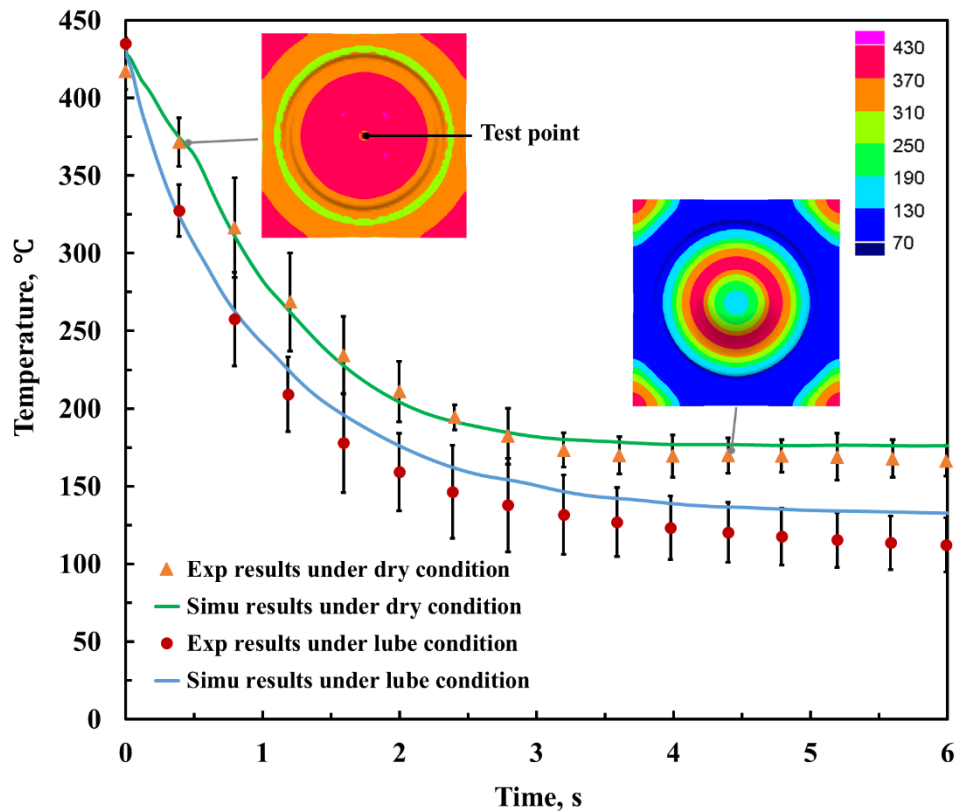 450
400
350
300
250
200
150
100
50
0
Temperature, °C
Test point
430
370
310
250
190
130
70
Exp results under dry condition
Simu results under dry condition
Exp results under lube condition
Simu results under lube condition
0 1 2 3 4 5 6
Time, s